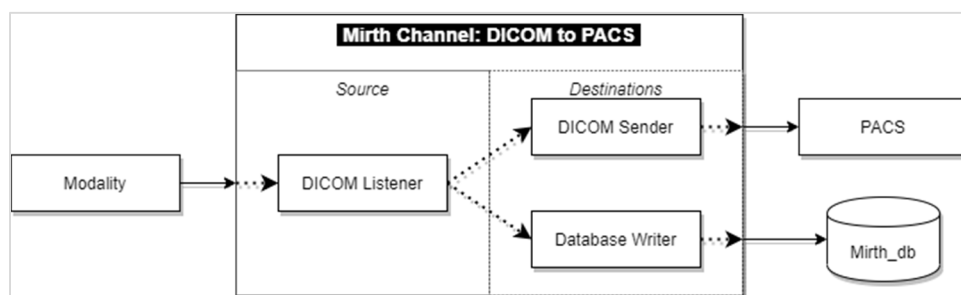 Mirth Channel: DICOM to PACS
Source
Destinations
DICOM Sender
PACS
Modality
DICOM Listener
Database Writer
Mirth_db